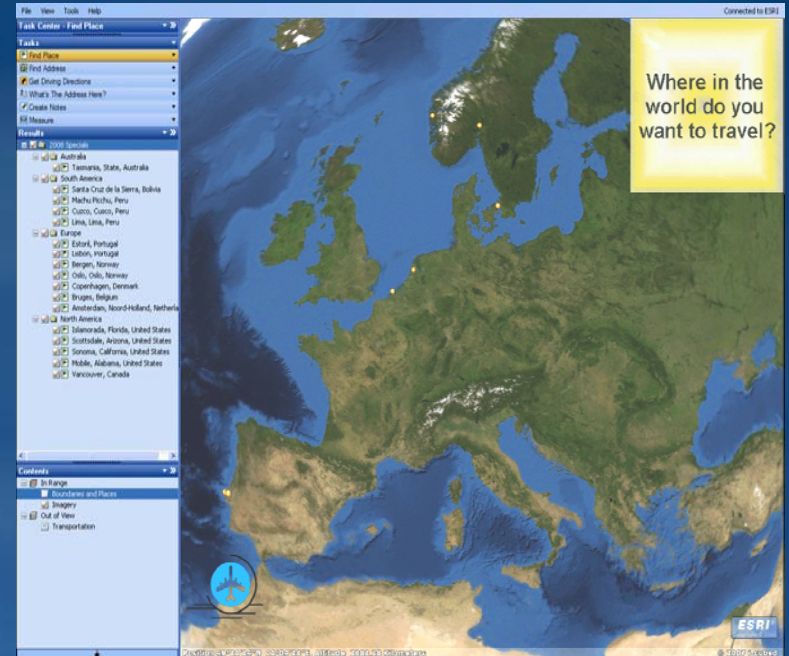 File View Tools Help
Connected to ESRI
Task Center - Find Place
Tasks
Find Place
Find Address
Get Driving Directions
What's The Address Here?
Create Notes
Measure
Results
2008 Specials
Australia
Tasmania, State, Australia
South America
Santa Cruz de la Sierra, Bolivia
Machu Picchu, Peru
Cuzco, Cusco, Peru
Lima, Lima, Peru
Europe
Estoril, Portugal
Lisbon, Portugal
Bergen, Norway
Oslo, Oslo, Norway
Copenhagen, Denmark
Bruges, Belgium
Amsterdam, Noord-Holland, Netherla
North America
Islamorada, Florida, United States
Scottsdale, Arizona, United States
Sonoma, California, United States
Mobile, Alabama, United States
Vancouver, Canada
Contents
In Range
Boundaries and Places
Imagery
Out of View
Transportation
Where in the
world do you
want to travel?
ESRI